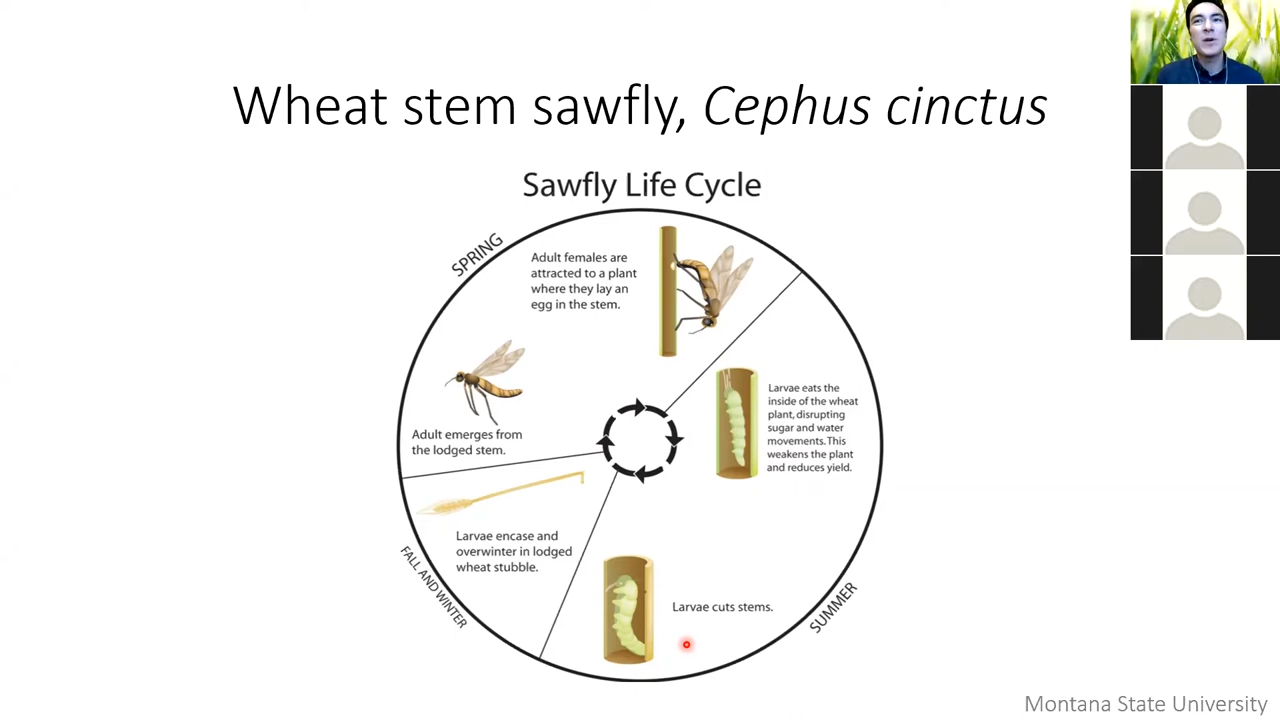 Wheat stem sawfly, Cephus cinctus
Sawfly Life Cycle
SPRING
Adult females are
attracted to a plant
where they lay an
egg in the stem.
Larvae eats the
inside of the wheat
plant, disrupting
sugar and water
movements. This
weakens the plant
and reduces yield.
Adult emerges from
the lodged stem.
Larvae encase and
overwinter in lodged
wheat stubble.
FALL AND WINTER
Larvae cuts stems.
SUMMER
Montana State University